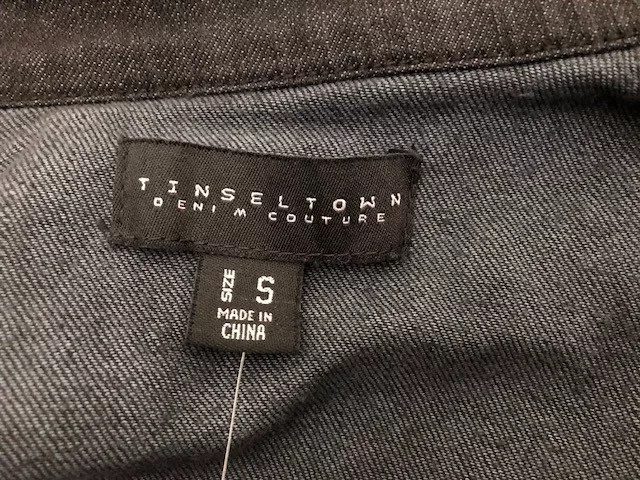 TINSELTOWN
DENIM COUTURE
SIZE S
MADE IN
CHINA